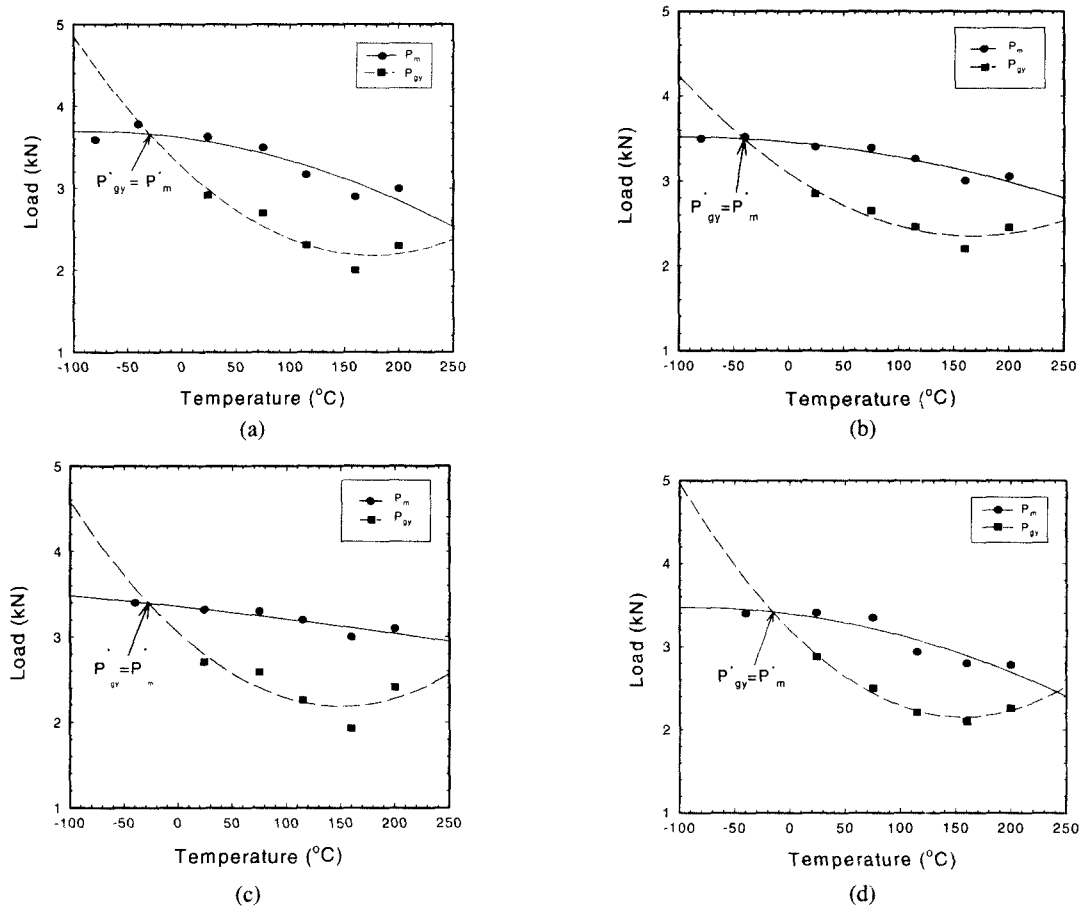 5
4
3
2
1
Load (kN)
P_m
P_gy
P*_gy = P*_m
-100 -50 0 50 100 150 200 250
Temperature (°C)
(a)
5
4
3
2
1
Load (kN)
P_m
P_gy
P*_gy=P*_m
-100 -50 0 50 100 150 200 250
Temperature (°C)
(b)
5
4
3
2
1
Load (kN)
P_m
P_gy
P*_gy=P*_m
-100 -50 0 50 100 150 200 250
Temperature (°C)
(c)
5
4
3
2
1
Load (kN)
P_m
P_gy
P*_gy=P*_m
-100 -50 0 50 100 150 200 250
Temperature (°C)
(d)